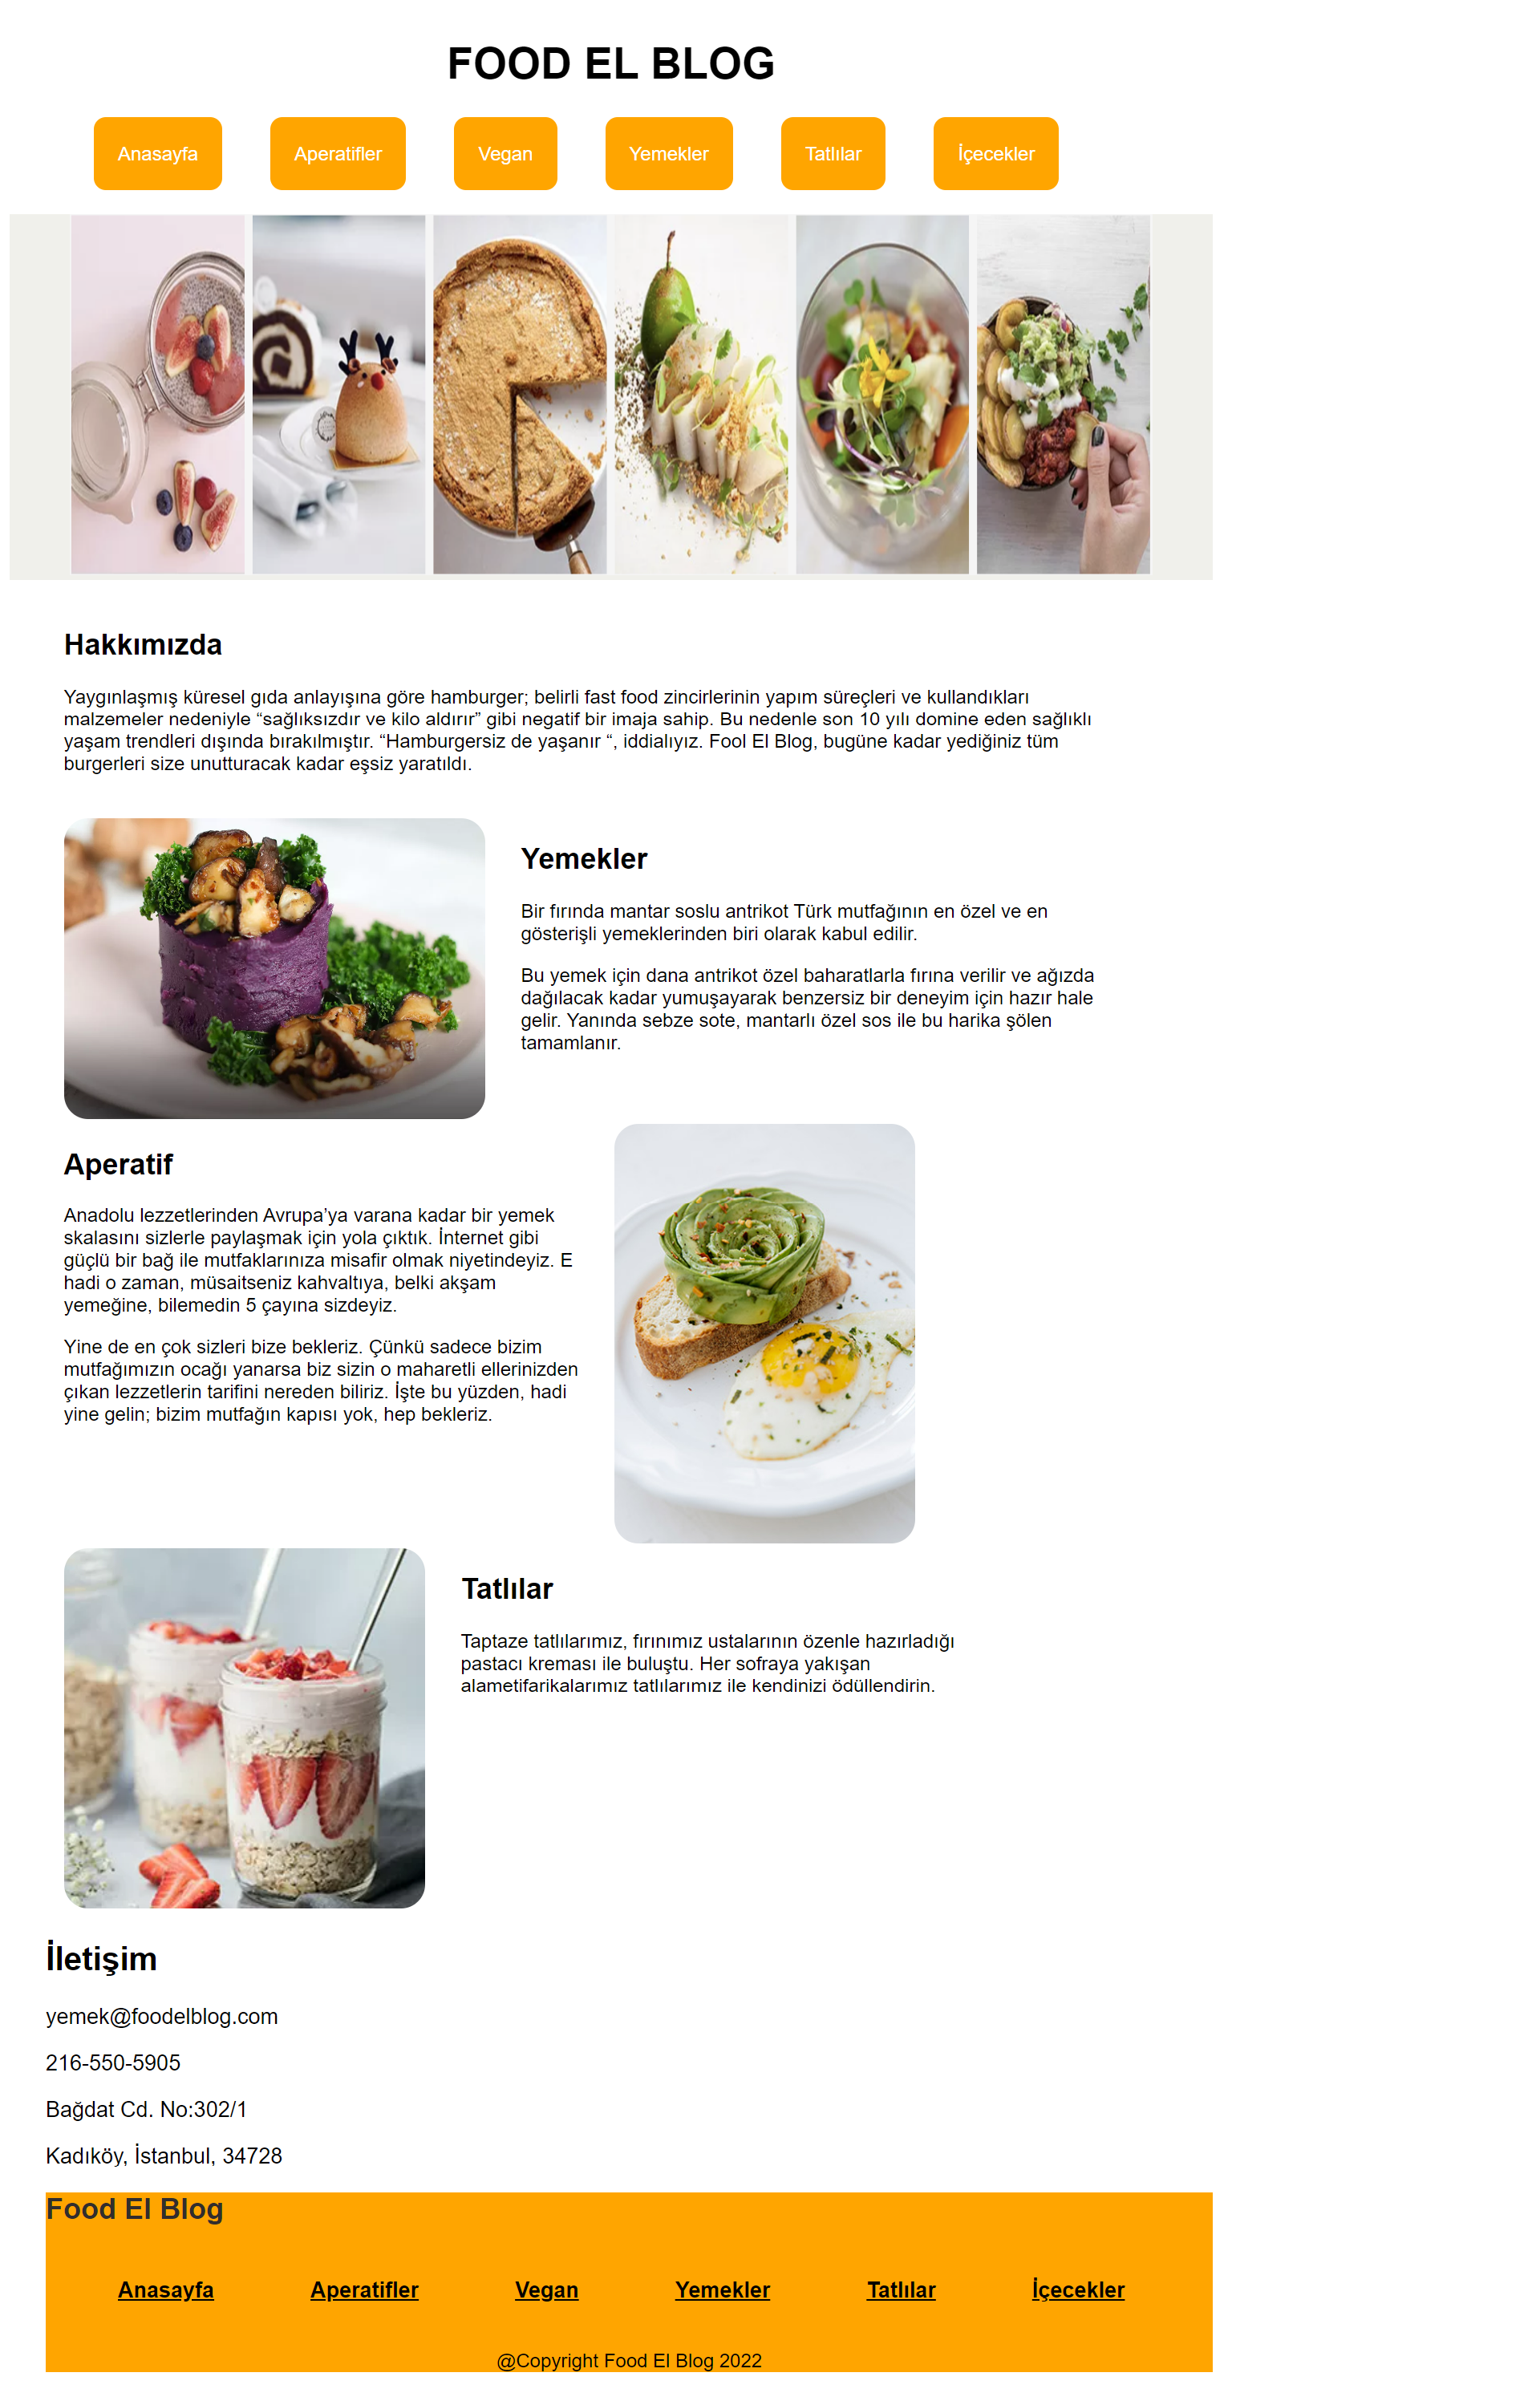 FOOD EL BLOG
Anasayfa
Aperatifler
Vegan
Yemekler
Tatlılar
İçecekler
Hakkımızda
Yaygınlaşmış küresel gıda anlayışına göre hamburger; belirli fast food zincirlerinin yapım süreçleri ve kullandıkları
malzemeler nedeniyle “sağlıksızdır ve kilo aldırır” gibi negatif bir imaja sahip. Bu nedenle son 10 yılı domine eden sağlıklı
yaşam trendleri dışında bırakılmıştır. “Hamburgersiz de yaşanır “, iddialıyız. Fool El Blog, bugüne kadar yediğiniz tüm
burgerleri size unutturacak kadar eşsiz yaratıldı.
Yemekler
Bir fırında mantar soslu antrikot Türk mutfağının en özel ve en
gösterişli yemeklerinden biri olarak kabul edilir.
Bu yemek için dana antrikot özel baharatlarla fırına verilir ve ağızda
dağılacak kadar yumuşayarak benzersiz bir deneyim için hazır hale
gelir. Yanında sebze sote, mantarlı özel sos ile bu harika şölen
tamamlanır.
Aperatif
Anadolu lezzetlerinden Avrupa’ya varana kadar bir yemek
skalasını sizlerle paylaşmak için yola çıktık. İnternet gibi
güçlü bir bağ ile mutfaklarınıza misafir olmak niyetindeyiz. E
hadi o zaman, müsaitseniz kahvaltıya, belki akşam
yemeğine, bilemedin 5 çayına sizdeyiz.
Yine de en çok sizleri bize bekleriz. Çünkü sadece bizim
mutfağımızın ocağı yanarsa biz sizin o maharetli ellerinizden
çıkan lezzetlerin tarifini nereden biliriz. İşte bu yüzden, hadi
yine gelin; bizim mutfağın kapısı yok, hep bekleriz.
Tatlılar
Taptaze tatlılarımız, fırınımız ustalarının özenle hazırladığı
pastacı kreması ile buluştu. Her sofraya yakışan
alametifarikalarımız tatlılarımız ile kendinizi ödüllendirin.
İletişim
yemek@foodelblog.com
216-550-5905
Bağdat Cd. No:302/1
Kadıköy, İstanbul, 34728
Food El Blog
Anasayfa
Aperatifler
Vegan
Yemekler
Tatlılar
İçecekler
@Copyright Food El Blog 2022